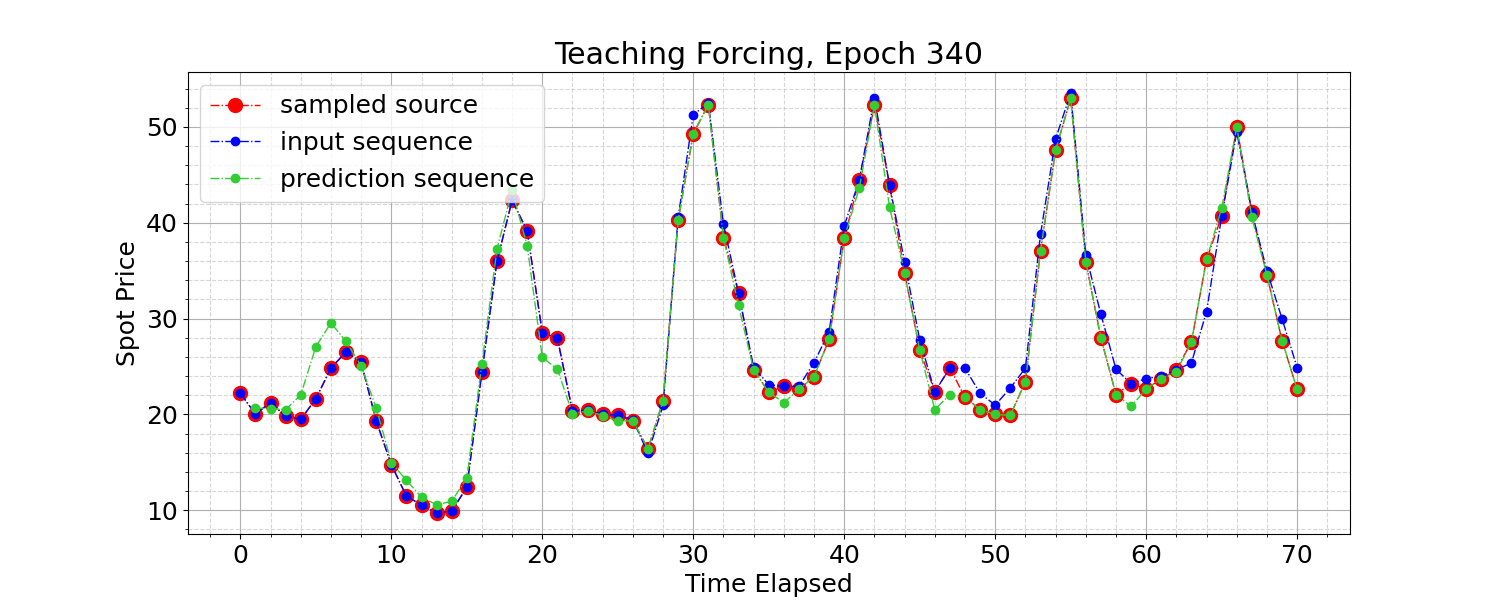 Teaching Forcing, Epoch 340
sampled source
input sequence
prediction sequence
50
40
30
20
10
Spot Price
0 10 20 30 40 50 60 70
Time Elapsed